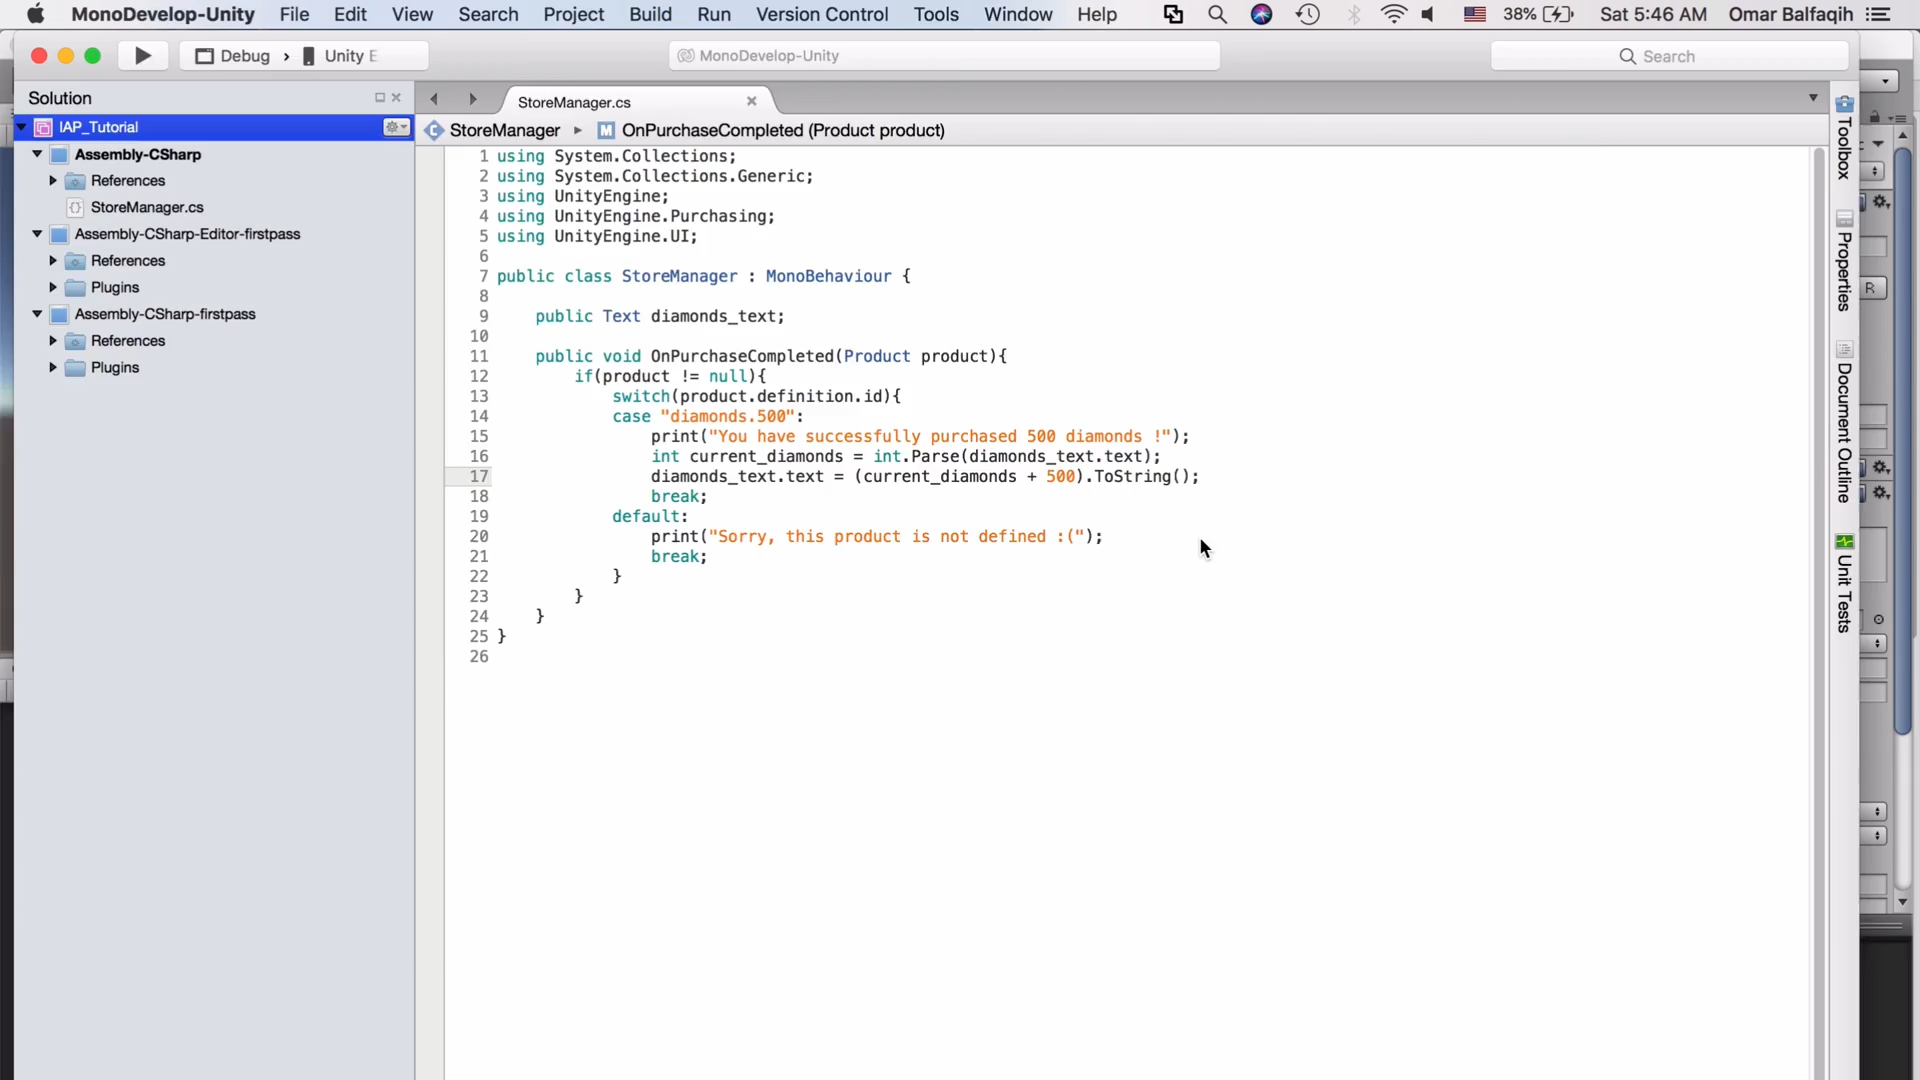 MonoDevelop-Unity File Edit View Search Project Build Run Version Control Tools Window Help 38% Sat 5:46 AM Omar Balfaqih
Debug › Unity E MonoDevelop-Unity Search
Solution
IAP_Tutorial
Assembly-CSharp
References
StoreManager.cs
Assembly-CSharp-Editor-firstpass
References
Plugins
Assembly-CSharp-firstpass
References
Plugins
StoreManager.cs
StoreManager ▸ M OnPurchaseCompleted (Product product)
1 using System.Collections;
2 using System.Collections.Generic;
3 using UnityEngine;
4 using UnityEngine.Purchasing;
5 using UnityEngine.UI;
6
7 public class StoreManager : MonoBehaviour {
8
9 public Text diamonds_text;
10
11 public void OnPurchaseCompleted(Product product){
12 if(product != null){
13 switch(product.definition.id){
14 case "diamonds.500":
15 print("You have successfully purchased 500 diamonds !");
16 int current_diamonds = int.Parse(diamonds_text.text);
17 diamonds_text.text = (current_diamonds + 500).ToString();
18 break;
19 default:
20 print("Sorry, this product is not defined :(");
21 break;
22 }
23 }
24 }
25 }
26
Toolbox
Properties
Document Outline
Unit Tests
R